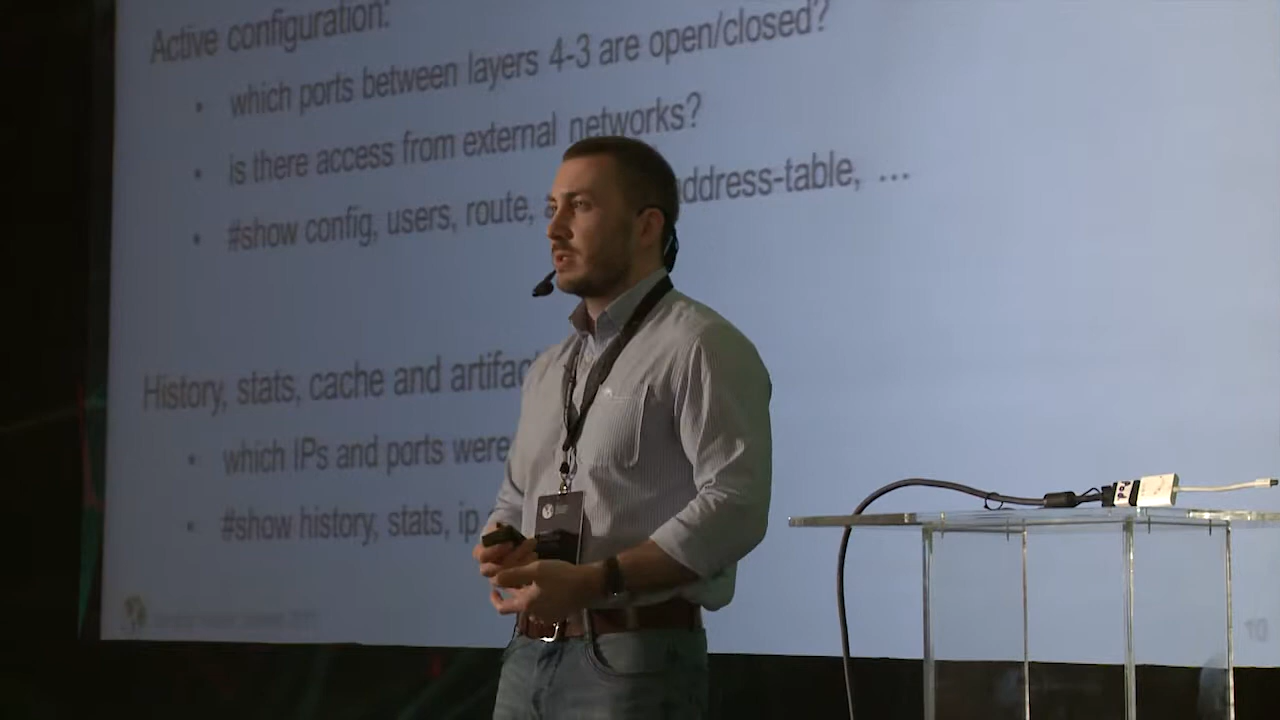 Active configuration:
• which ports between layers 4-3 are open/closed?
• is there access from external networks?
• #show config, users, route, address-table, ...
History, stats, cache and artifact
• which IPs and ports were
• #show history, stats, ip
10